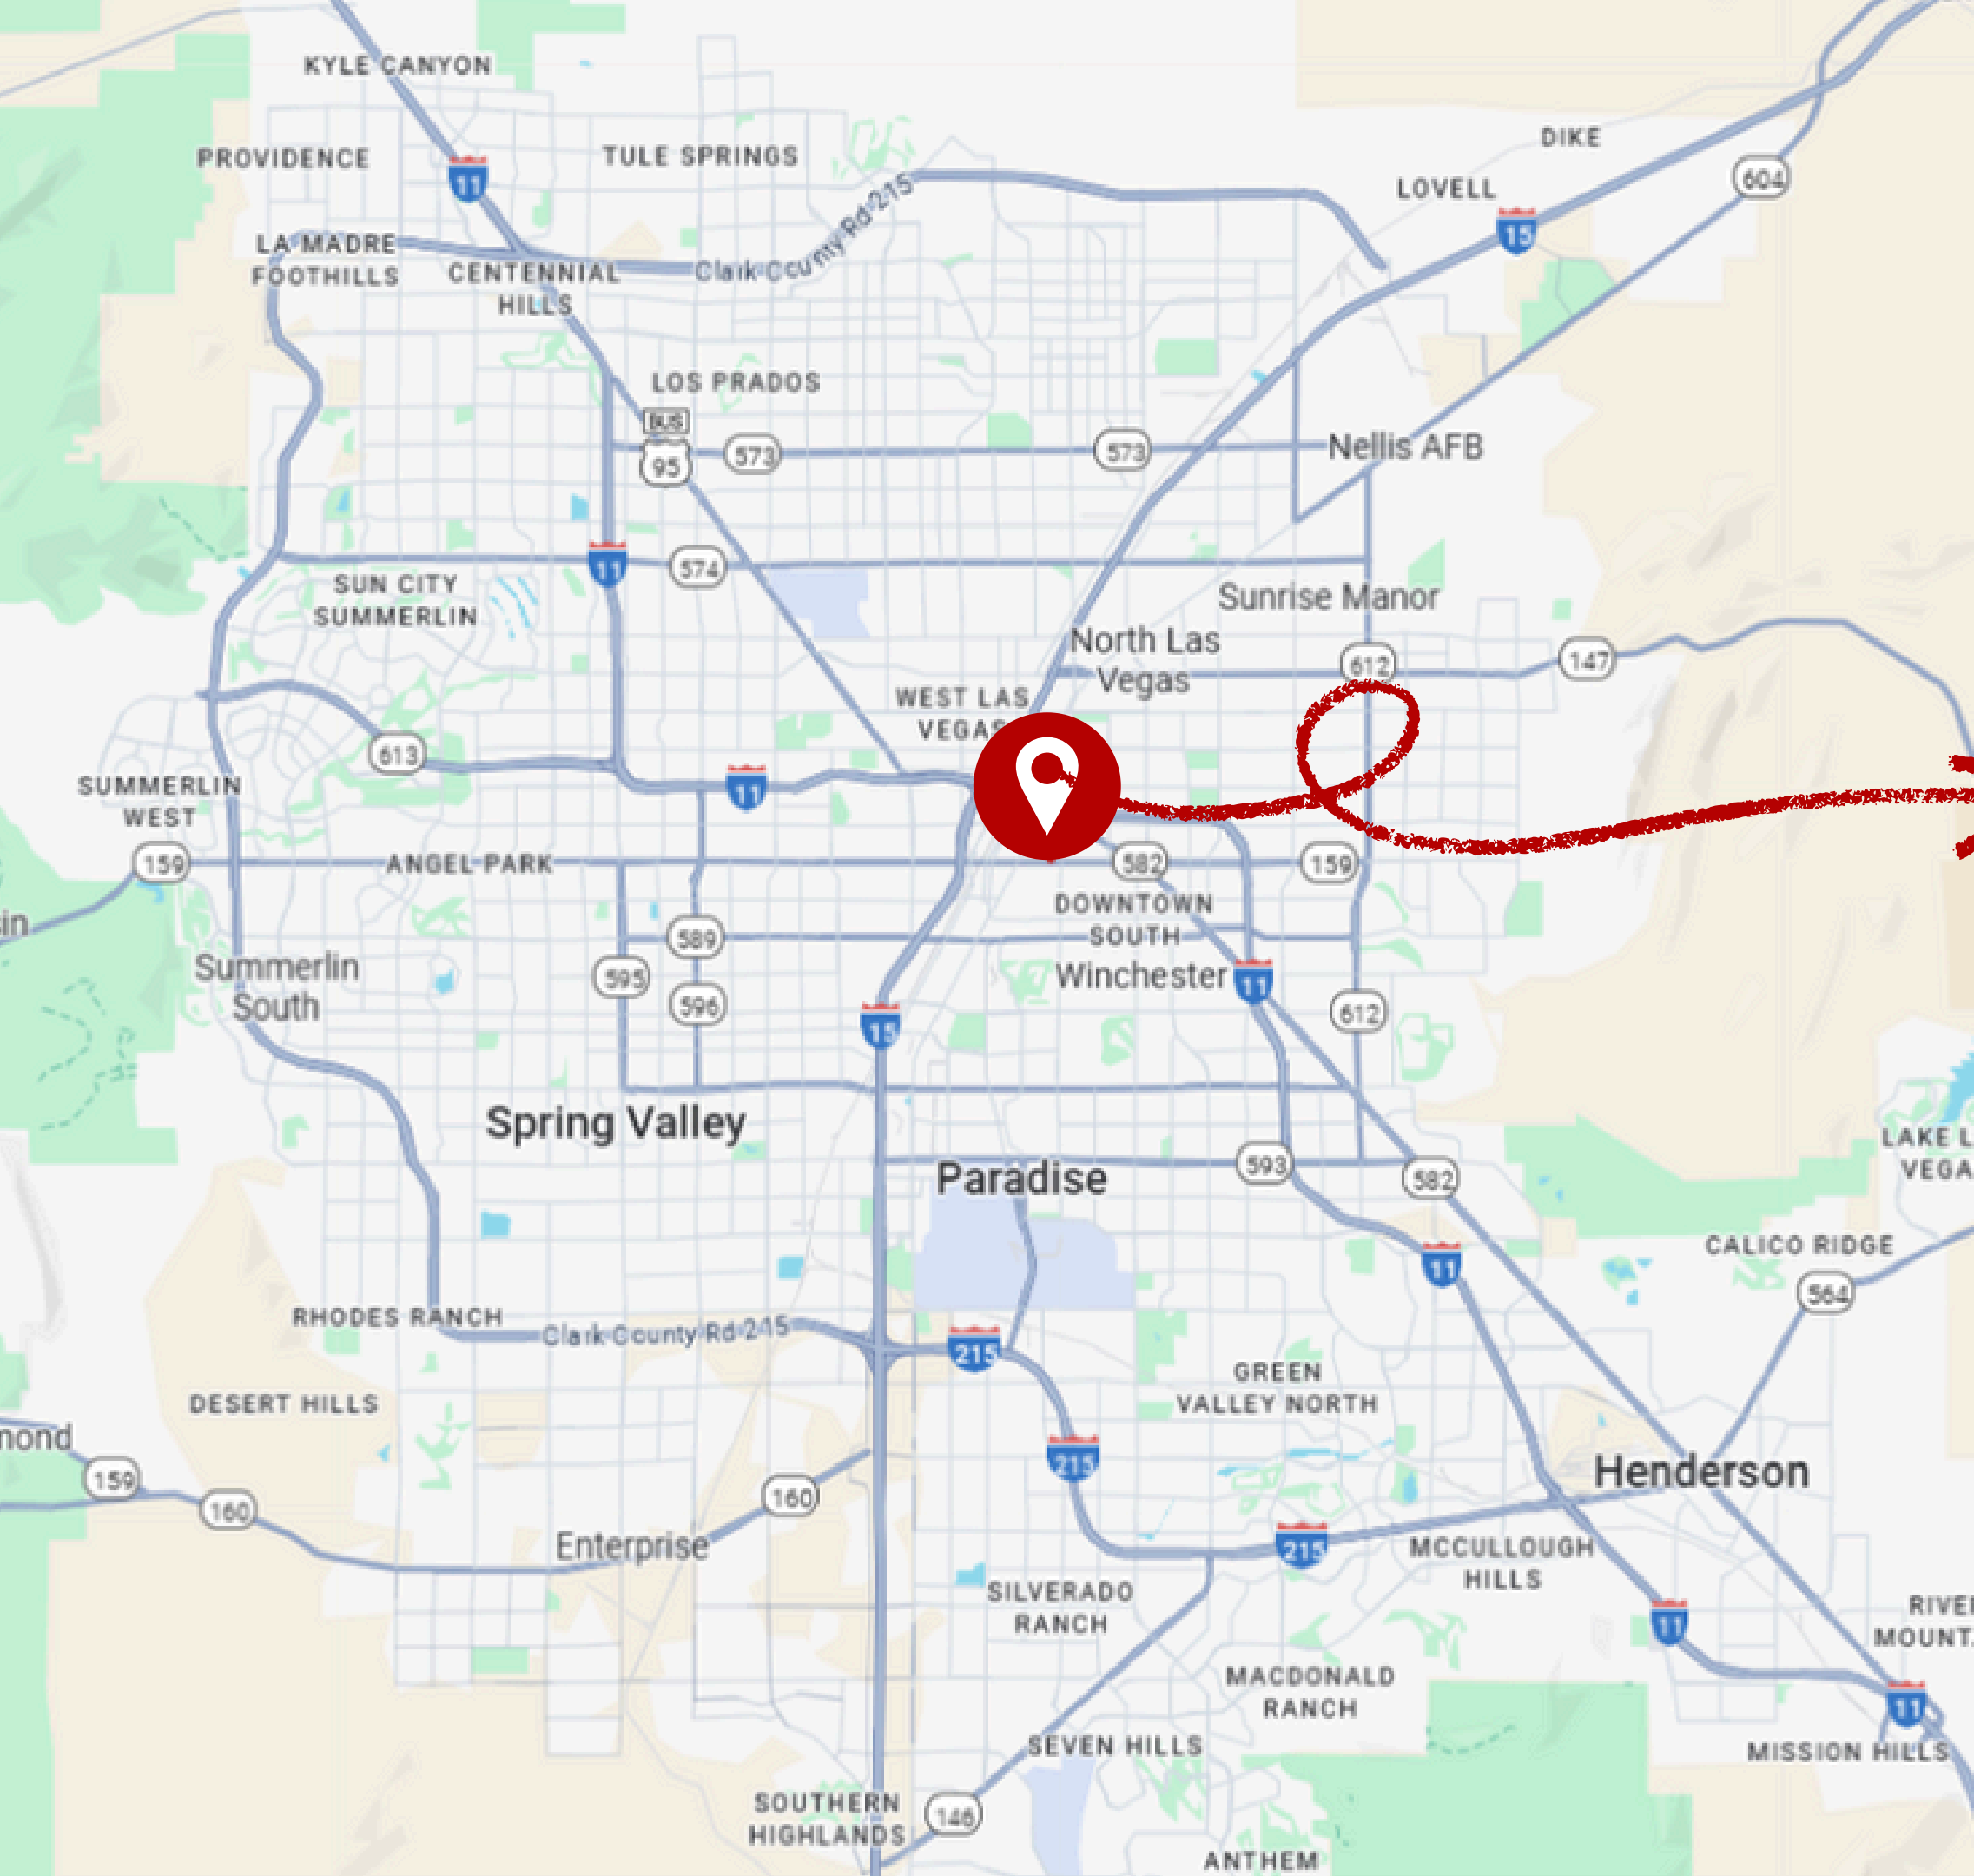 KYLE CANYON
DIKE
PROVIDENCE
TULE SPRINGS
11
604
LOVELL
Clark County Rd 215
15
LA MADRE
FOOTHILLS
CENTENNIAL
HILLS
LOS PRADOS
BUS
95
573
573
Nellis AFB
11
574
SUN CITY
SUMMERLIN
Sunrise Manor
North Las
Vegas
612
147
WEST LAS
VEGAS
613
SUMMERLIN
WEST
11
159
ANGEL PARK
582
159
DOWNTOWN
SOUTH
in
589
Summerlin
South
595
596
Winchester
11
612
15
Spring Valley
LAKE L
VEGA
Paradise
593
582
CALICO RIDGE
11
564
RHODES RANCH
Clark County Rd 215
215
GREEN
VALLEY NORTH
DESERT HILLS
mond
159
160
160
215
Henderson
Enterprise
215
MCCULLOUGH
HILLS
SILVERADO
RANCH
11
RIVE
MOUNT
MACDONALD
RANCH
11
SEVEN HILLS
MISSION HILLS
SOUTHERN
HIGHLANDS
146
ANTHEM